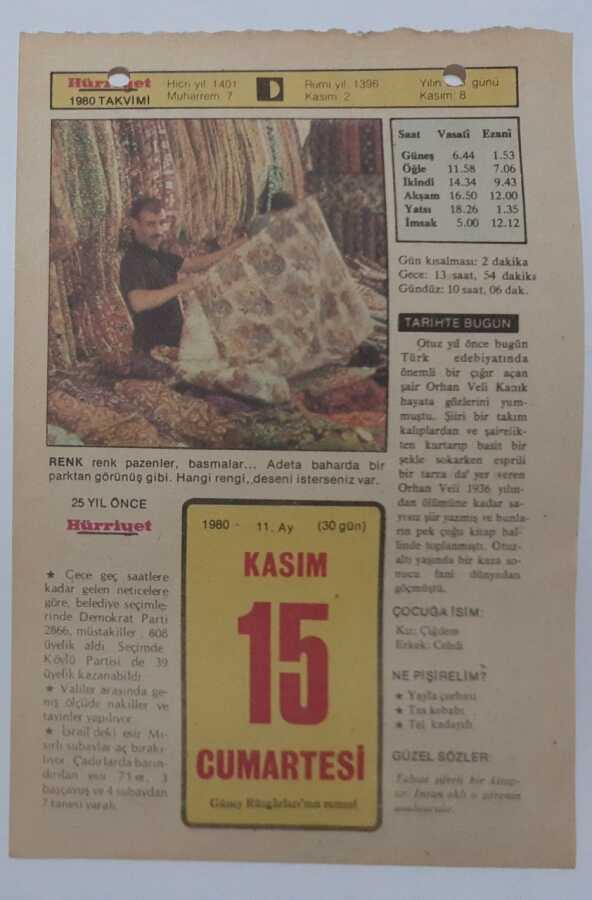 Hürriyet
1980 TAKVİMİ
Hicri yıl: 1401
Muharrem: 7
Rumi yıl: 1396
Kasım: 2
Yılın günü
Kasım: 8
Saat Vasatî Ezanî
Güneş 6.44 1.53
Öğle 11.58 7.06
İkindi 14.34 9.43
Akşam 16.50 12.00
Yatsı 18.26 1.35
İmsak 5.00 12.12
Gün kısalması: 2 dakika
Gece: 13 saat, 54 dakika
Gündüz: 10 saat, 06 dak.
TARİHTE BUGÜN
Otuz yıl önce bugün
Türk edebiyatında
önemli bir çığır açan
şair Orhan Veli Kanık
hayata gözlerini yum-
muştu. Şiiri bir takım
kalıplardan ve şairelik-
ten kurtarıp basit bir
şekle sokarken esprili
bir tarza da yer veren
Orhan Veli 1936 yılın-
dan ölümüne kadar sa-
yısız şiir yazmış ve bunla-
rın pek çoğu kitap hal-
linde toplanmıştı. Otuz-
altı yaşında bir kaza so-
nucu fani dünyadan
göçmüştü.
ÇOCUĞA İSİM:
Kız: Çiğdem
Erkek: Cahdi
NE PİŞİRELİM?
★ Yayla çorbası
★ Tas kebabı
★ Tel kadayıfı
GÜZEL SÖZLER:
bir kitap-
İnsan aklı o
RENK renk pazenler, basmalar... Adeta baharda bir
parktan görünüş gibi. Hangi rengi, deseni isterseniz var.
25 YIL ÖNCE
Hürriyet
★ Gece geç saatlere
kadar gelen neticelere
göre, belediye seçimle-
rinde Demokrat Parti
2866, müstakiller 808
üyelik aldı. Seçimde
Köylü Partisi de 39
üyelik kazanabildi.
★ Valiler arasında ge-
niş ölçüde nakiller ve
tayinler yapılıyor.
★ İsrail'deki esir Mı-
sırlı subaylar aç bırakı-
lıyor. Çadırlarda barın-
dırılan esir 71 er, 3
başçavuş ve 4 subaydan
7 tanesi yaralı.
1980 - 11. Ay (30 gün)
KASIM
15
CUMARTESİ
Güney Rüzgârları'nın esmesi